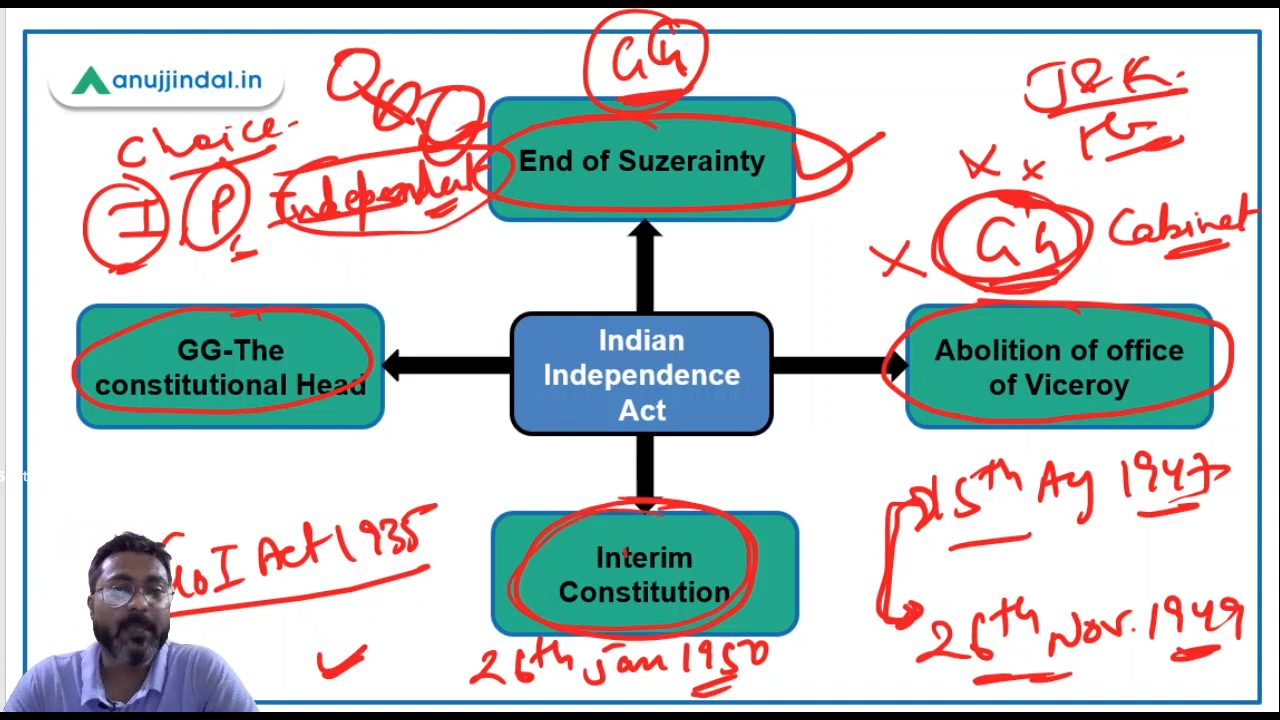 anujjindal.in
GG
J&K.
Choice-
I P Independent
End of Suzerainty
GG Cabinet
GG-The
constitutional Head
Indian
Independence
Act
Abolition of office
of Viceroy
15th Aug 1947
GoI Act 1935
Interim
Constitution
26th Nov. 1949
26th Jan 1950